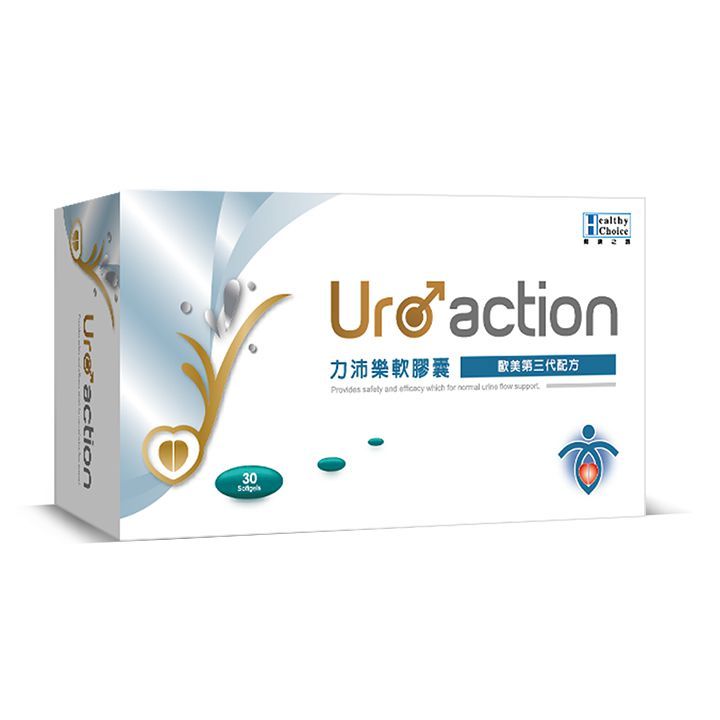 Healthy
Choice
Uro action
力沛樂軟膠囊
歐美第三代配方
Provides safety and efficacy which for normal urine flow support.
30
Softgels
Uro action